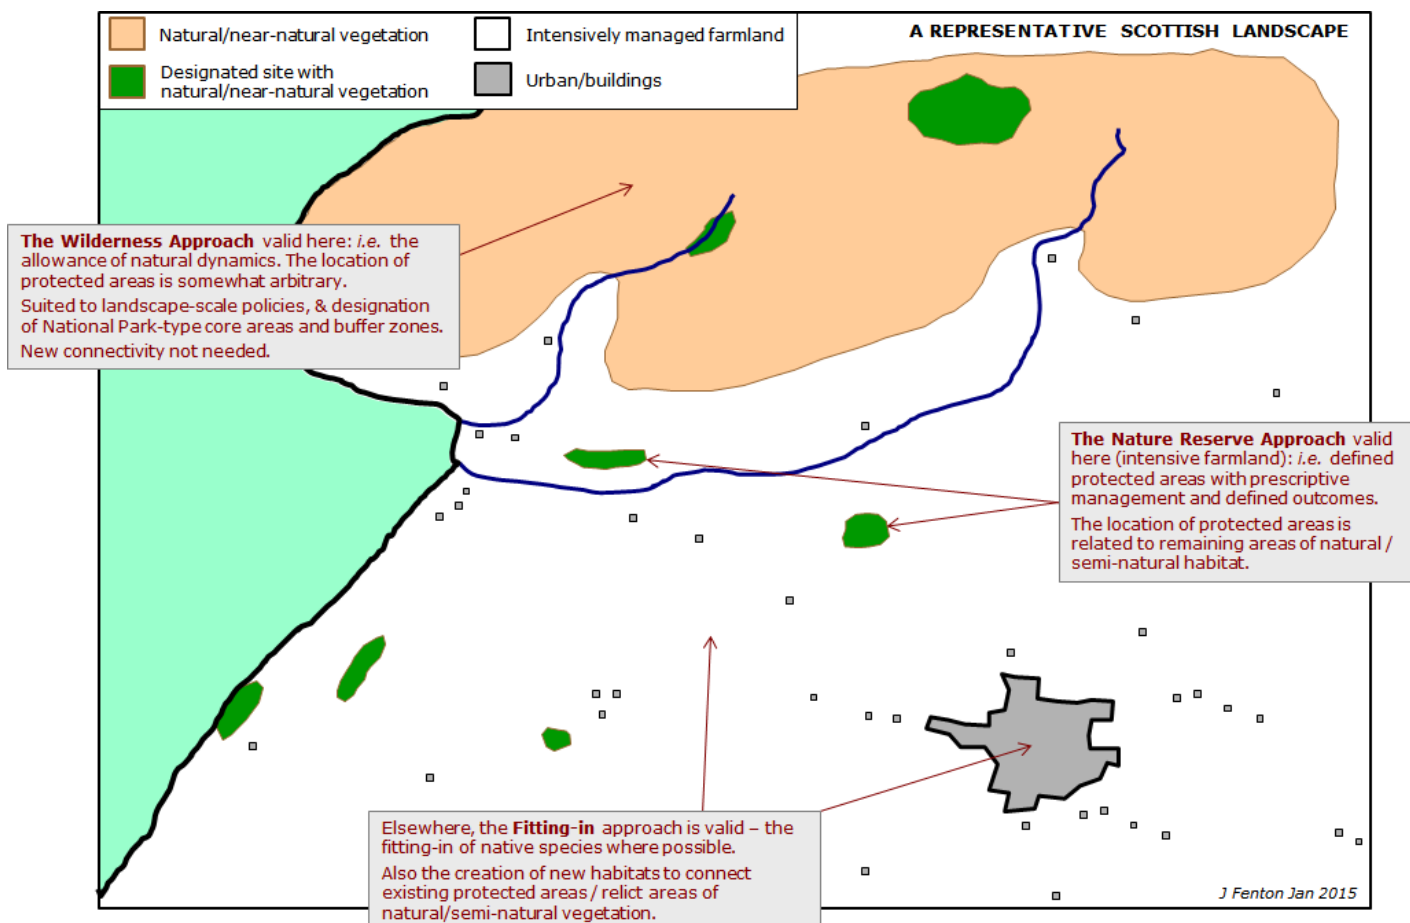 Natural/near-natural vegetation
Intensively managed farmland
Designated site with
natural/near-natural vegetation
Urban/buildings
A REPRESENTATIVE SCOTTISH LANDSCAPE
The Wilderness Approach valid here: i.e. the
allowance of natural dynamics. The location of
protected areas is somewhat arbitrary.
Suited to landscape-scale policies, & designation
of National Park-type core areas and buffer zones.
New connectivity not needed.
The Nature Reserve Approach valid
here (intensive farmland): i.e. defined
protected areas with prescriptive
management and defined outcomes.
The location of protected areas is
related to remaining areas of natural /
semi-natural habitat.
Elsewhere, the Fitting-in approach is valid – the
fitting-in of native species where possible.
Also the creation of new habitats to connect
existing protected areas / relict areas of
natural/semi-natural vegetation.
J Fenton Jan 2015